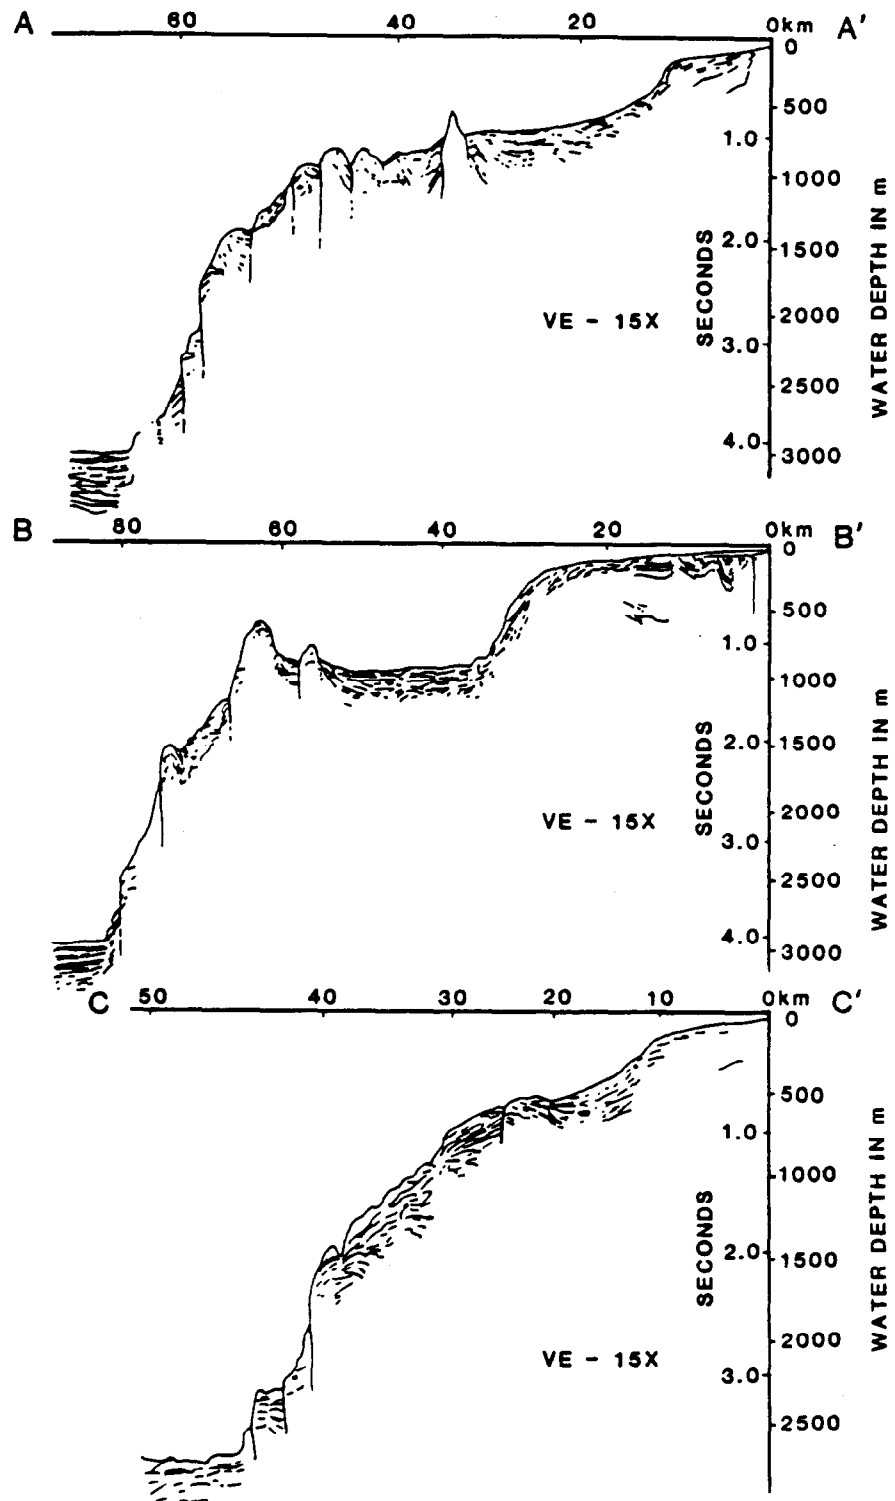 A 60 40 20 0km A'
0
500
1.0
1000
SECONDS
2.0
1500
WATER DEPTH IN m
VE - 15X
2000
3.0
2500
4.0
3000
B 80 60 40 20 0km B'
0
500
1.0
1000
SECONDS
2.0
1500
WATER DEPTH IN m
VE - 15X
2000
3.0
2500
4.0
3000
C 50 40 30 20 10 0km C'
0
500
1.0
1000
SECONDS
2.0
1500
WATER DEPTH IN m
VE - 15X
2000
3.0
2500